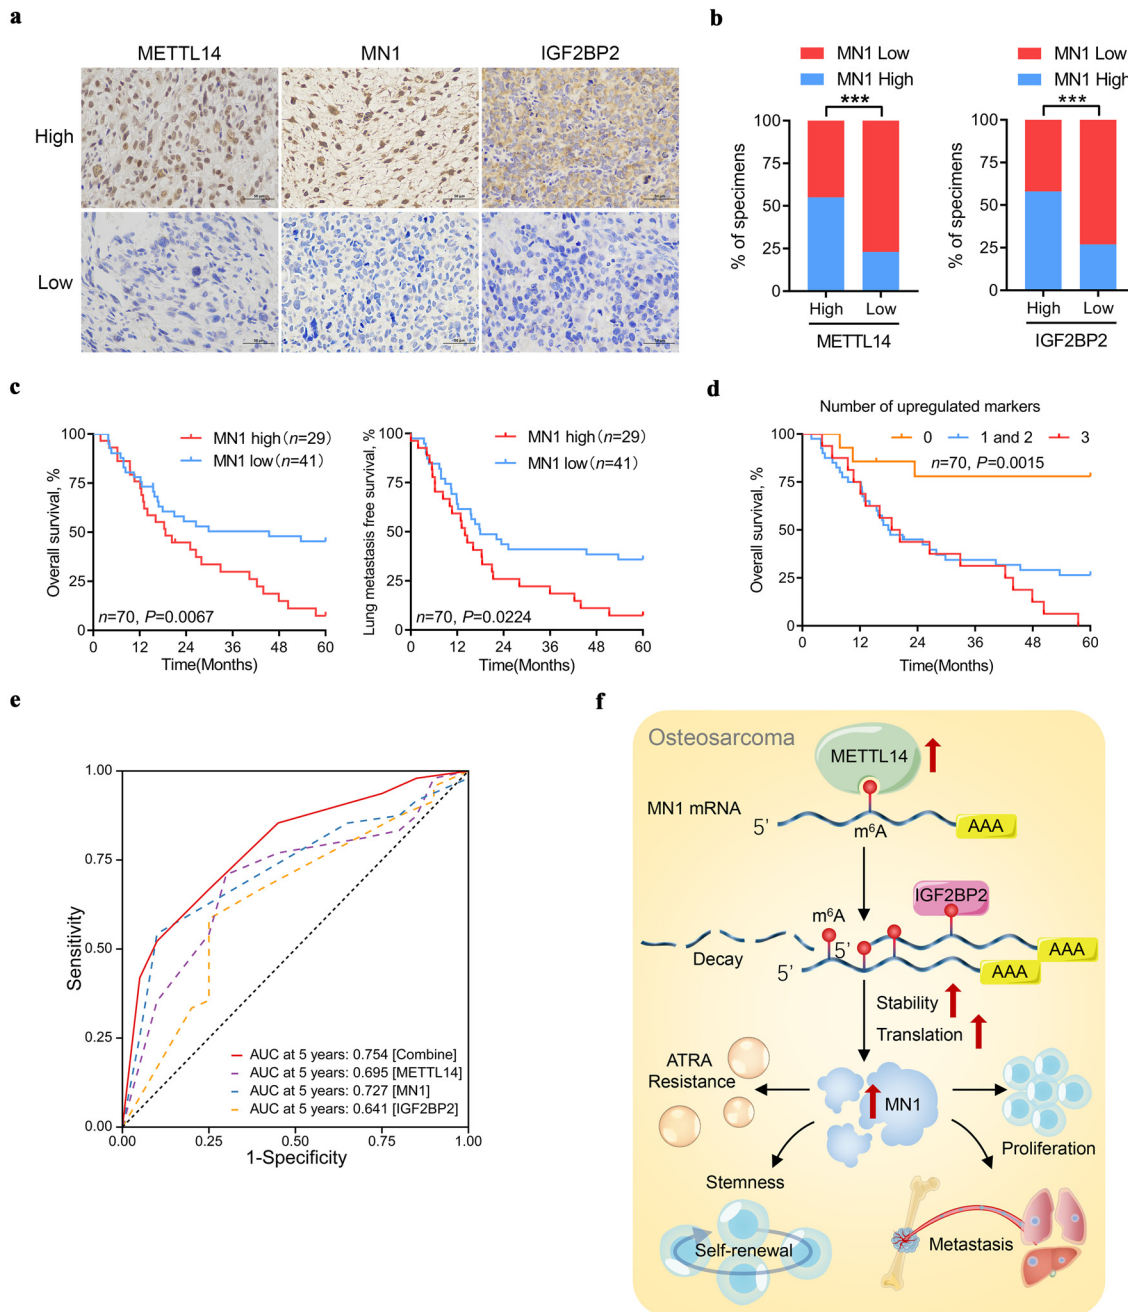 a
METTL14
MN1
IGF2BP2
High
Low
b
MN1 Low
MN1 High
***
100
75
50
25
0
% of specimens
High
Low
METTL14
MN1 Low
MN1 High
***
100
75
50
25
0
% of specimens
High
Low
IGF2BP2
c
100
75
50
25
0
Overall survival, %
MN1 high(n=29)
MN1 low(n=41)
n=70, P=0.0067
0 12 24 36 48 60
Time(Months)
100
75
50
25
0
Lung metastasis free survival, %
MN1 high(n=29)
MN1 low(n=41)
n=70, P=0.0224
0 12 24 36 48 60
Time(Months)
d
Number of upregulated markers
0 1 and 2 3
n=70, P=0.0015
100
75
50
25
0
Overall survival, %
0 12 24 36 48 60
Time(Months)
e
1.00
0.75
0.50
0.25
0.00
Sensitivity
AUC at 5 years: 0.754 [Combine]
AUC at 5 years: 0.695 [METTL14]
AUC at 5 years: 0.727 [MN1]
AUC at 5 years: 0.641 [IGF2BP2]
0.00 0.25 0.50 0.75 1.00
1-Specificity
f
Osteosarcoma
METTL14
MN1 mRNA
5’
m⁶A
AAA
IGF2BP2
m⁶A
5’
Decay
AAA
5’
AAA
Stability
Translation
ATRA
Resistance
MN1
Proliferation
Stemness
Self-renewal
Metastasis